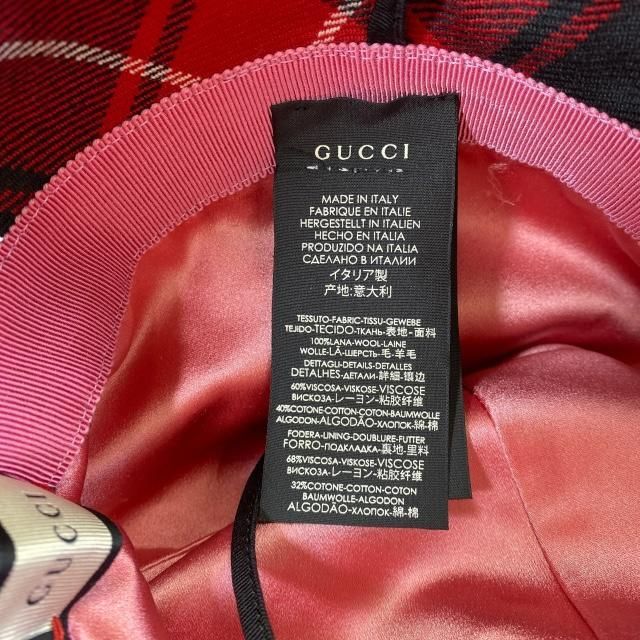 GUCCI
MADE IN ITALY
FABRIQUE EN ITALIE
HERGESTELLT IN ITALIEN
HECHO EN ITALIA
PRODUZIDO NA ITALIA
СДЕЛАНО В ИТАЛИИ
イタリア製
产地:意大利
TESSUTO-FABRIC-TISSU-GEWEBE
TEJIDO-TECIDO-ТКАНЬ-表地-面料
100%LANA-WOOL-LAINE
WOLLE-LÃ-ШЕРСТЬ-毛-羊毛
DETTAGLI-DETAILS-DETALLES
DETALHES-ДЕТАЛИ-詳細-镶边
60%VISCOSA-VISKOSE-VISCOSE
ВИСКОЗА-レーヨン-粘胶纤维
40%COTONE-COTTON-COTON-BAUMWOLLE
ALGODON-ALGODÃO-ХЛОПОК-綿-棉
FODERA-LINING-DOUBLURE-FUTTER
FORRO-ПОДКЛАДКА-裏地-里料
68%VISCOSA-VISKOSE-VISCOSE
ВИСКОЗА-レーヨン-粘胶纤维
32%COTONE-COTTON-COTON
BAUMWOLLE-ALGODON
ALGODÃO-ХЛОПОК-綿-棉
GUCCI